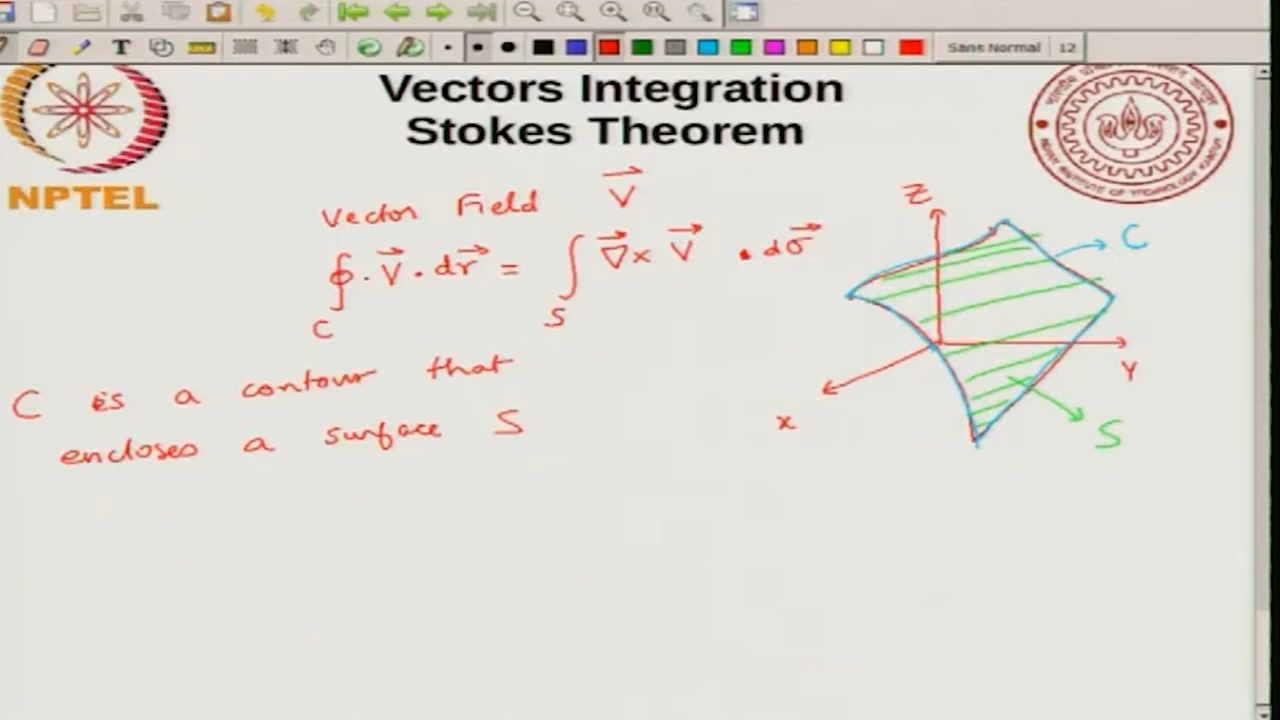 Sans Normal 12
Vectors Integration
Stokes Theorem
NPTEL
Vector Field V⃗
∮. V⃗ . dr⃗ = ∫ ∇⃗x V⃗ . dσ⃗
C S
C is a contour that
encloses a surface S
Z
C
Y
x
S